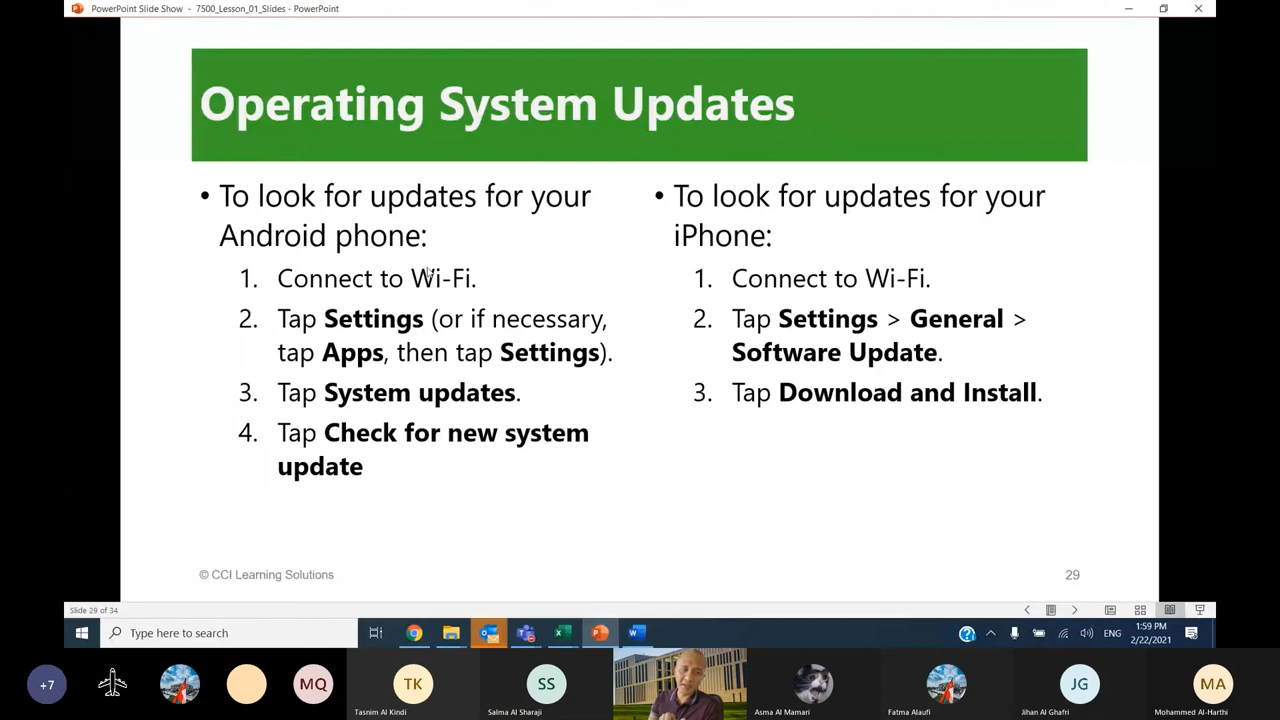 PowerPoint Slide Show - 7500_Lesson_01_Slides - PowerPoint
Operating System Updates
• To look for updates for your
Android phone:
1. Connect to Wi-Fi.
2. Tap Settings (or if necessary,
tap Apps, then tap Settings).
3. Tap System updates.
4. Tap Check for new system
update
• To look for updates for your
iPhone:
1. Connect to Wi-Fi.
2. Tap Settings > General >
Software Update.
3. Tap Download and Install.
© CCI Learning Solutions
29
Slide 29 of 34
Type here to search
ENG
1:59 PM
2/22/2021
+7
MQ
TK
Tasnim Al Kindi
SS
Salma Al Sharaji
Asma Al Mamari
Fatma Alaufi
JG
Jihan Al Ghafri
MA
Mohammed Al-Harthi